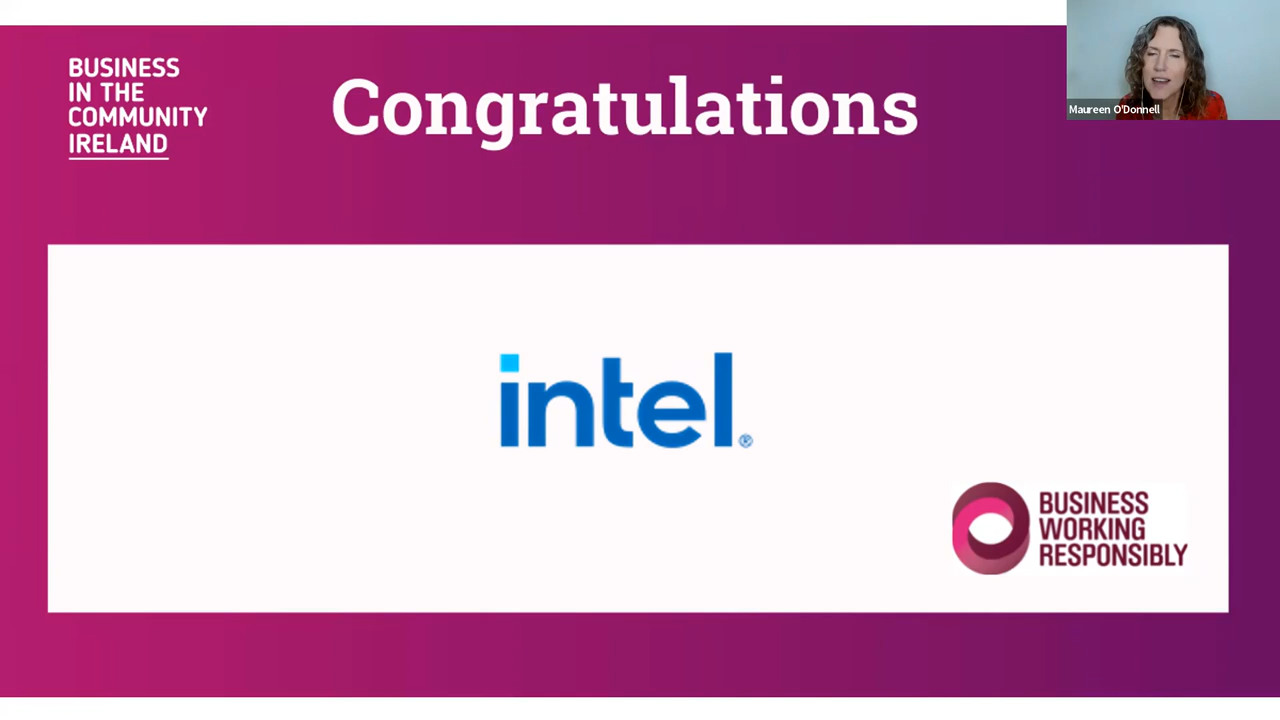 BUSINESS
IN THE
COMMUNITY
IRELAND
Congratulations
Maureen O'Donnell
intel®
BUSINESS
WORKING
RESPONSIBLY